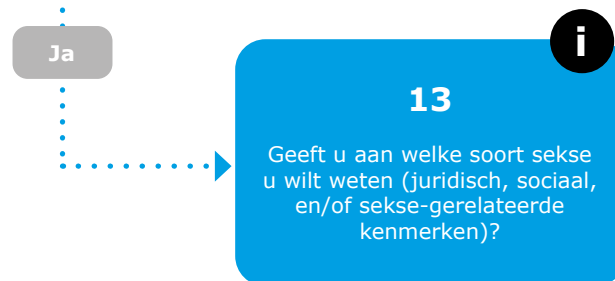 Ja
i
13
Geeft u aan welke soort sekse
u wilt weten (juridisch, sociaal,
en/of sekse-gerelateerde
kenmerken)?